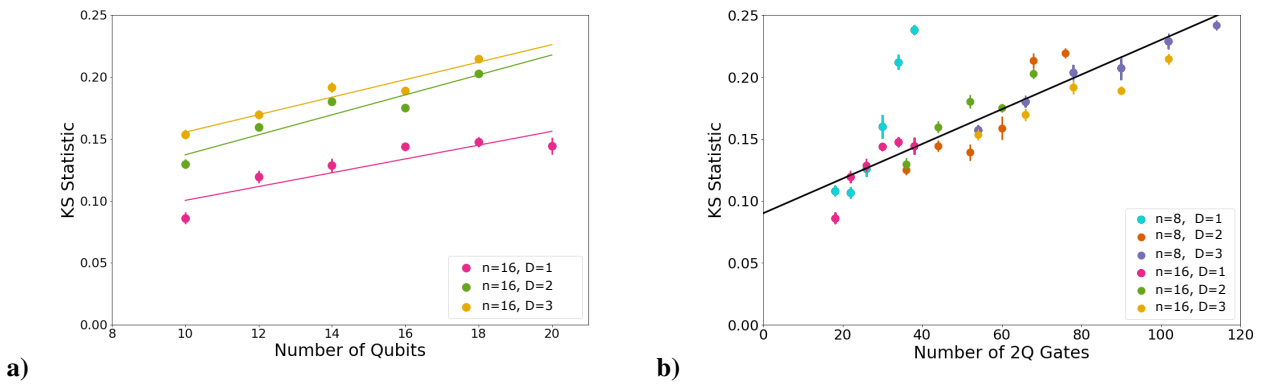 0.25
0.20
0.15
0.10
0.05
0.00
KS Statistic
8 10 12 14 16 18 20
Number of Qubits
n=16, D=1
n=16, D=2
n=16, D=3
a)
0.25
0.20
0.15
0.10
0.05
0.00
KS Statistic
0 20 40 60 80 100 120
Number of 2Q Gates
n=8, D=1
n=8, D=2
n=8, D=3
n=16, D=1
n=16, D=2
n=16, D=3
b)